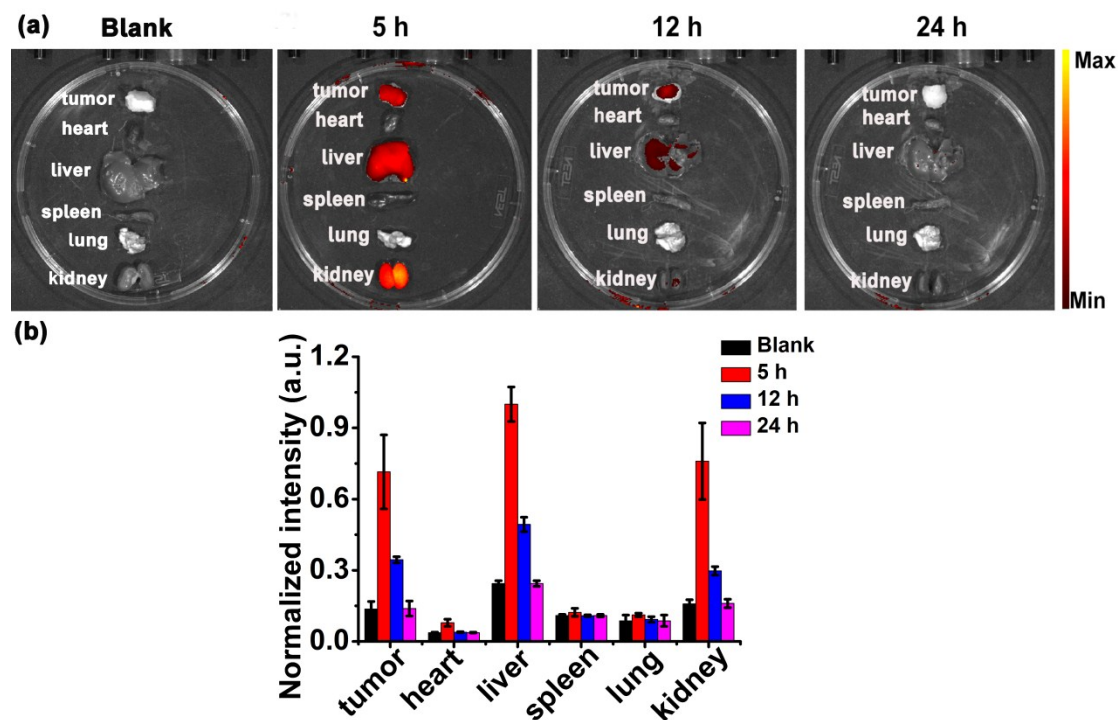 (a) Blank 5 h 12 h 24 h
Max
Min
tumor
heart
liver
spleen
lung
kidney
tumor
heart
liver
spleen
lung
kidney
tumor
heart
liver
spleen
lung
kidney
tumor
heart
liver
spleen
lung
kidney
(b)
Normalized intensity (a.u.)
1.2
0.9
0.6
0.3
0.0
Blank
5 h
12 h
24 h
tumor
heart
liver
spleen
lung
kidney